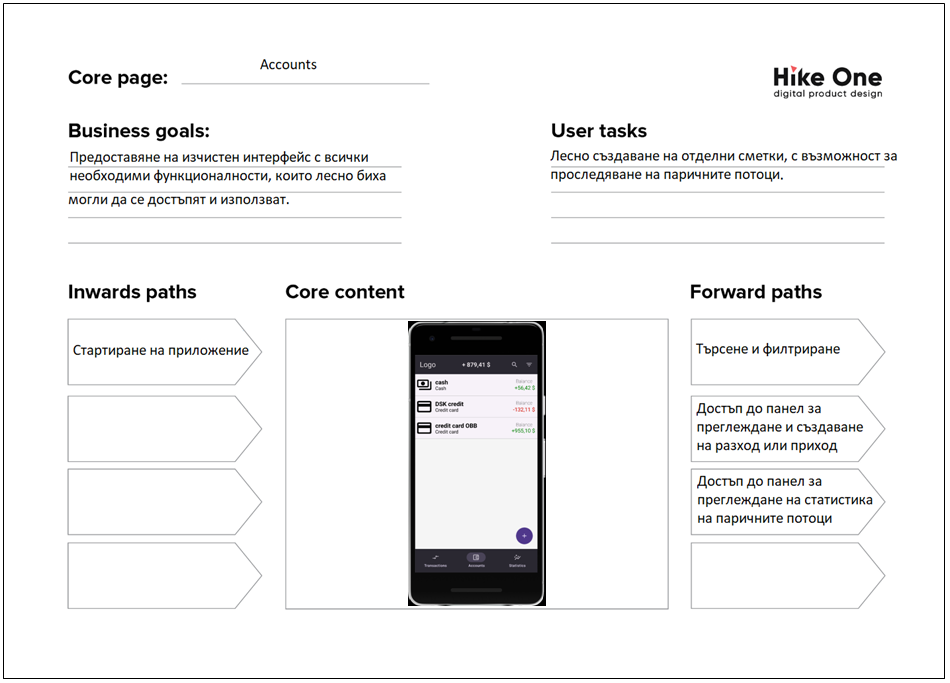 Core page:
Accounts
Hike One
digital product design
Business goals:
Предоставяне на изчистен интерфейс с всички
необходими функционалности, които лесно биха
могли да се достъпят и използват.
User tasks
Лесно създаване на отделни сметки, с възможност за
проследяване на паричните потоци.
Inwards paths
Стартиране на приложение
Core content
Logo
+ 879,41 $
cash
Cash
Balance
+56,42 $
DSK credit
Credit card
Balance
-132,11 $
credit card OBB
Credit card
Balance
+955,10 $
+
Transactions
Accounts
Statistics
Forward paths
Търсене и филтриране
Достъп до панел за
преглеждане и създаване
на разход или приход
Достъп до панел за
преглеждане на статистика
на паричните потоци